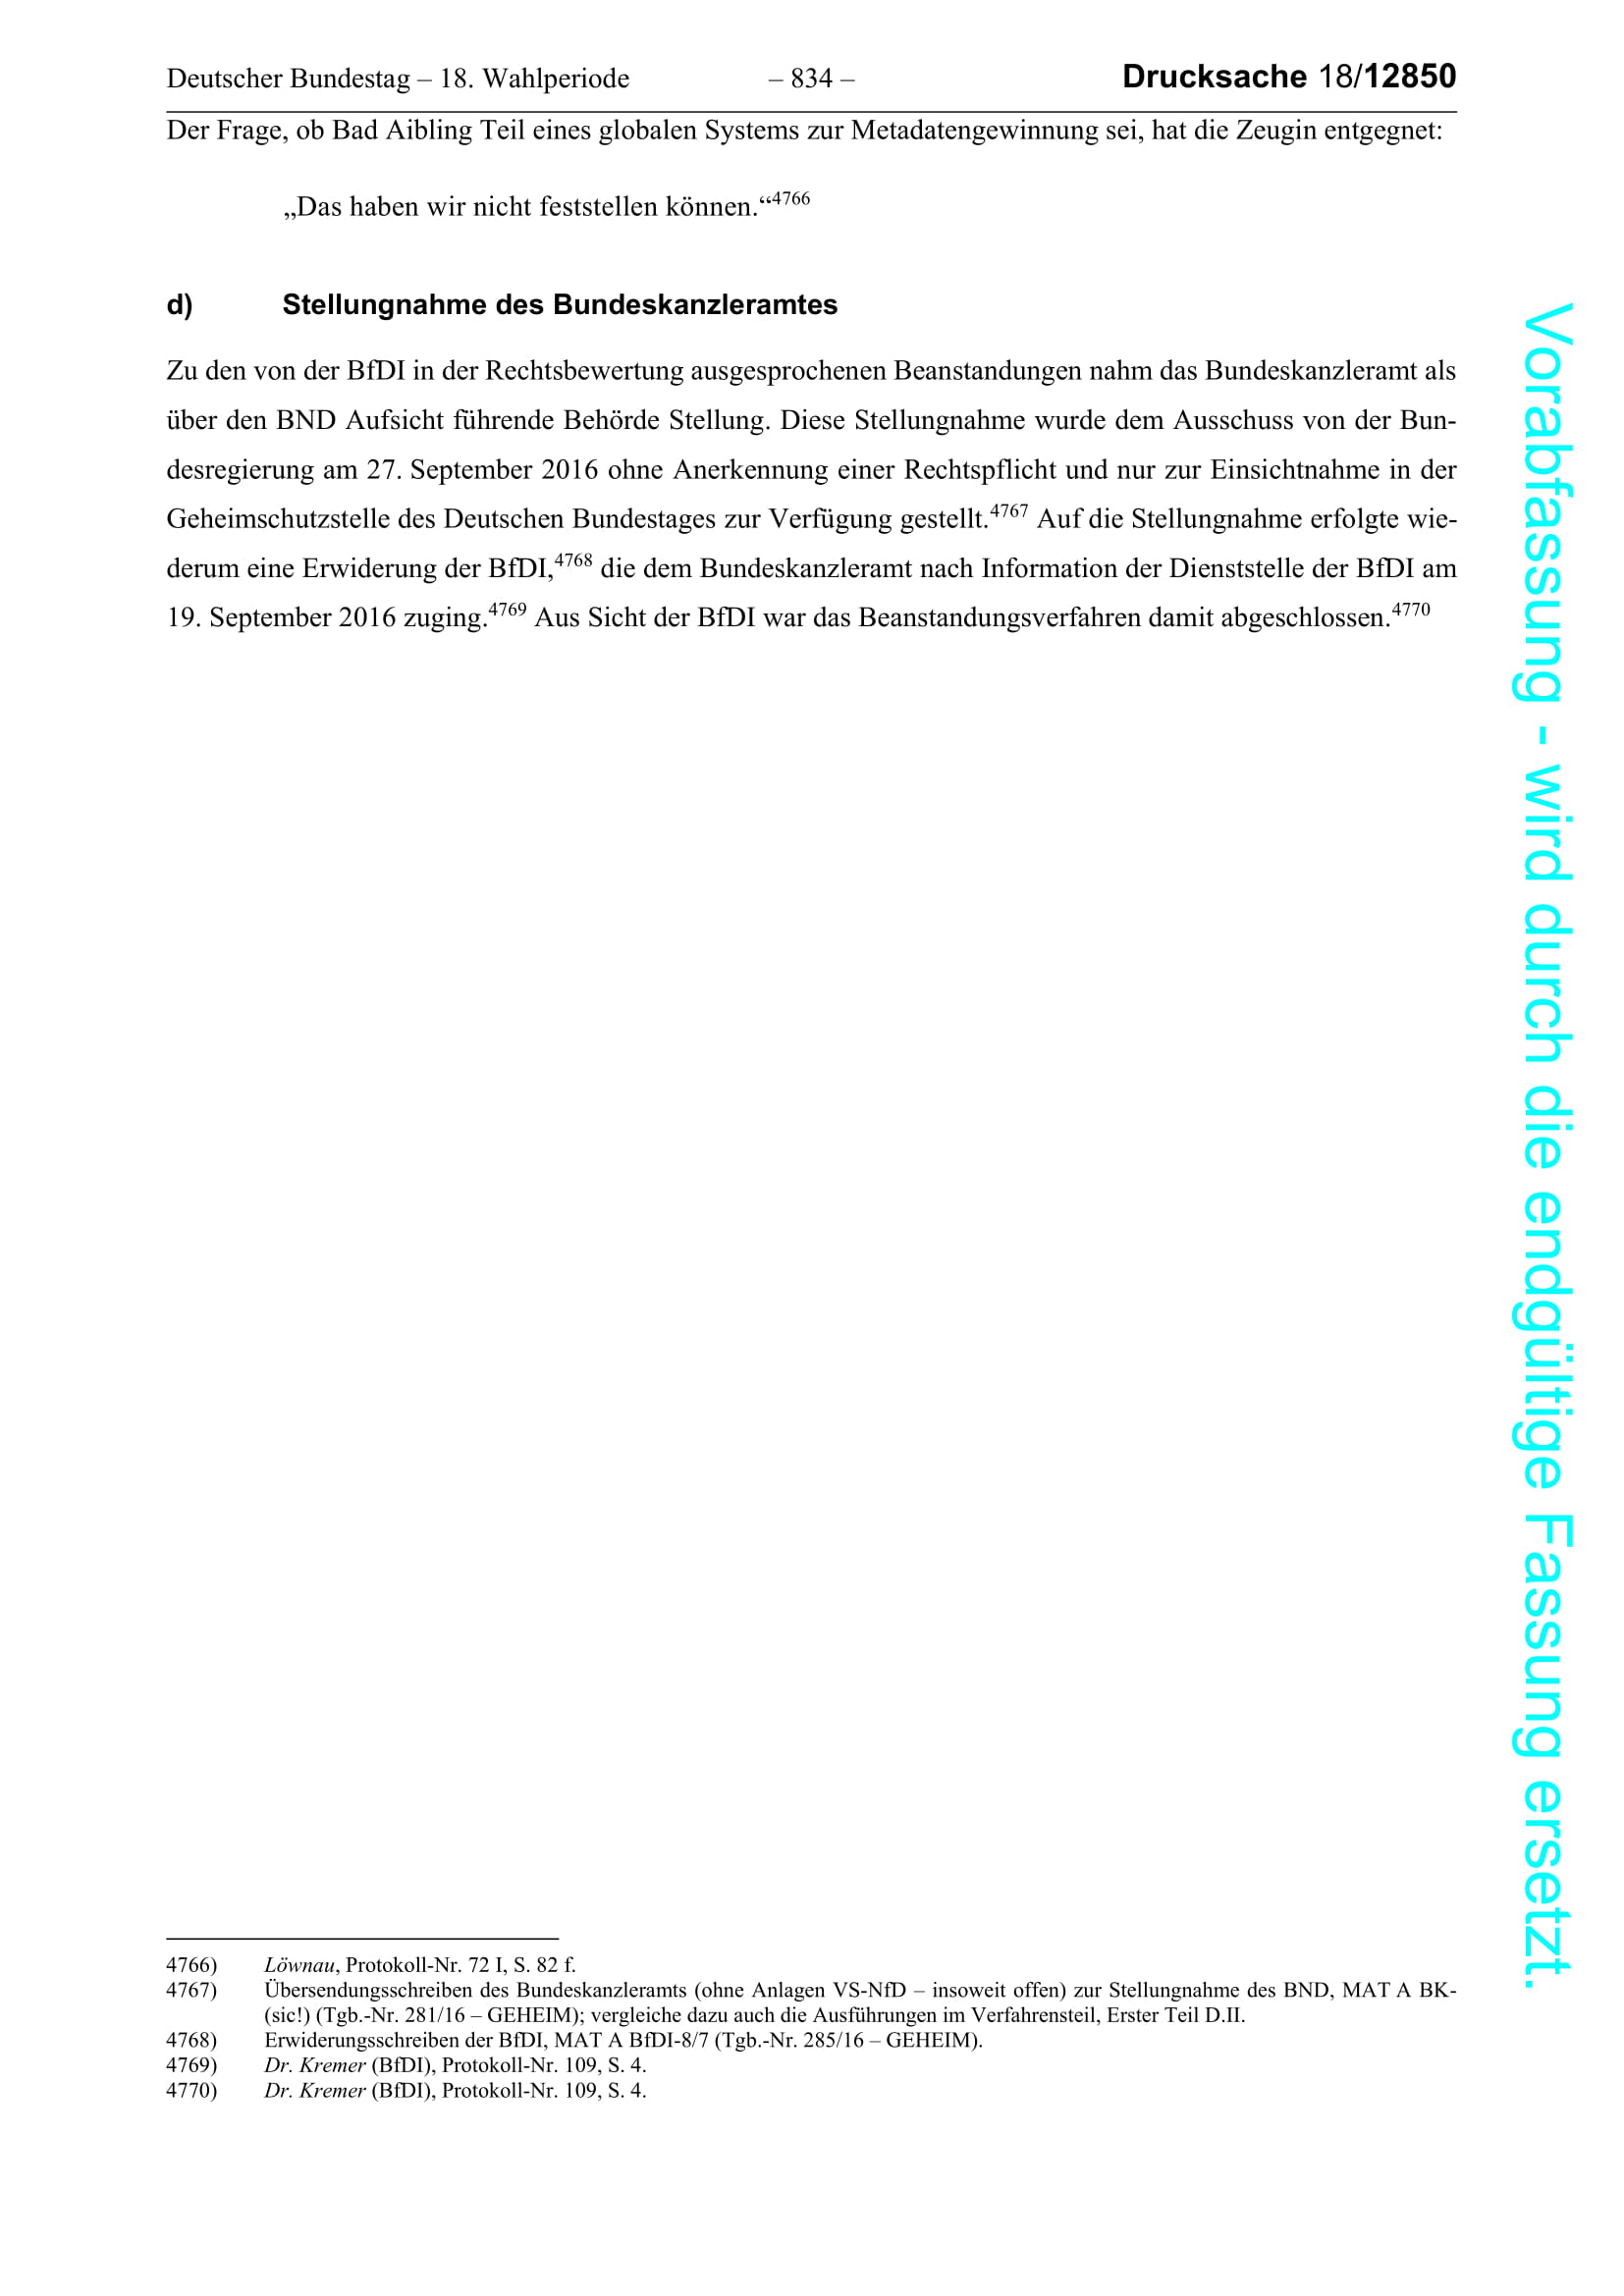 Deutscher Bundestag – 18. Wahlperiode – 834 – Drucksache 18/12850
Der Frage, ob Bad Aibling Teil eines globalen Systems zur Metadatengewinnung sei, hat die Zeugin entgegnet:
„Das haben wir nicht feststellen können.“4766
d) Stellungnahme des Bundeskanzleramtes
Zu den von der BfDI in der Rechtsbewertung ausgesprochenen Beanstandungen nahm das Bundeskanzleramt als
über den BND Aufsicht führende Behörde Stellung. Diese Stellungnahme wurde dem Ausschuss von der Bun-
desregierung am 27. September 2016 ohne Anerkennung einer Rechtspflicht und nur zur Einsichtnahme in der
Geheimschutzstelle des Deutschen Bundestages zur Verfügung gestellt.4767 Auf die Stellungnahme erfolgte wie-
derum eine Erwiderung der BfDI,4768 die dem Bundeskanzleramt nach Information der Dienststelle der BfDI am
19. September 2016 zuging.4769 Aus Sicht der BfDI war das Beanstandungsverfahren damit abgeschlossen.4770
4766) Löwnau, Protokoll-Nr. 72 I, S. 82 f.
4767) Übersendungsschreiben des Bundeskanzleramts (ohne Anlagen VS-NfD – insoweit offen) zur Stellungnahme des BND, MAT A BK-
(sic!) (Tgb.-Nr. 281/16 – GEHEIM); vergleiche dazu auch die Ausführungen im Verfahrensteil, Erster Teil D.II.
4768) Erwiderungsschreiben der BfDI, MAT A BfDI-8/7 (Tgb.-Nr. 285/16 – GEHEIM).
4769) Dr. Kremer (BfDI), Protokoll-Nr. 109, S. 4.
4770) Dr. Kremer (BfDI), Protokoll-Nr. 109, S. 4.
Vorabfassung - wird durch die endgültige Fassung ersetzt.